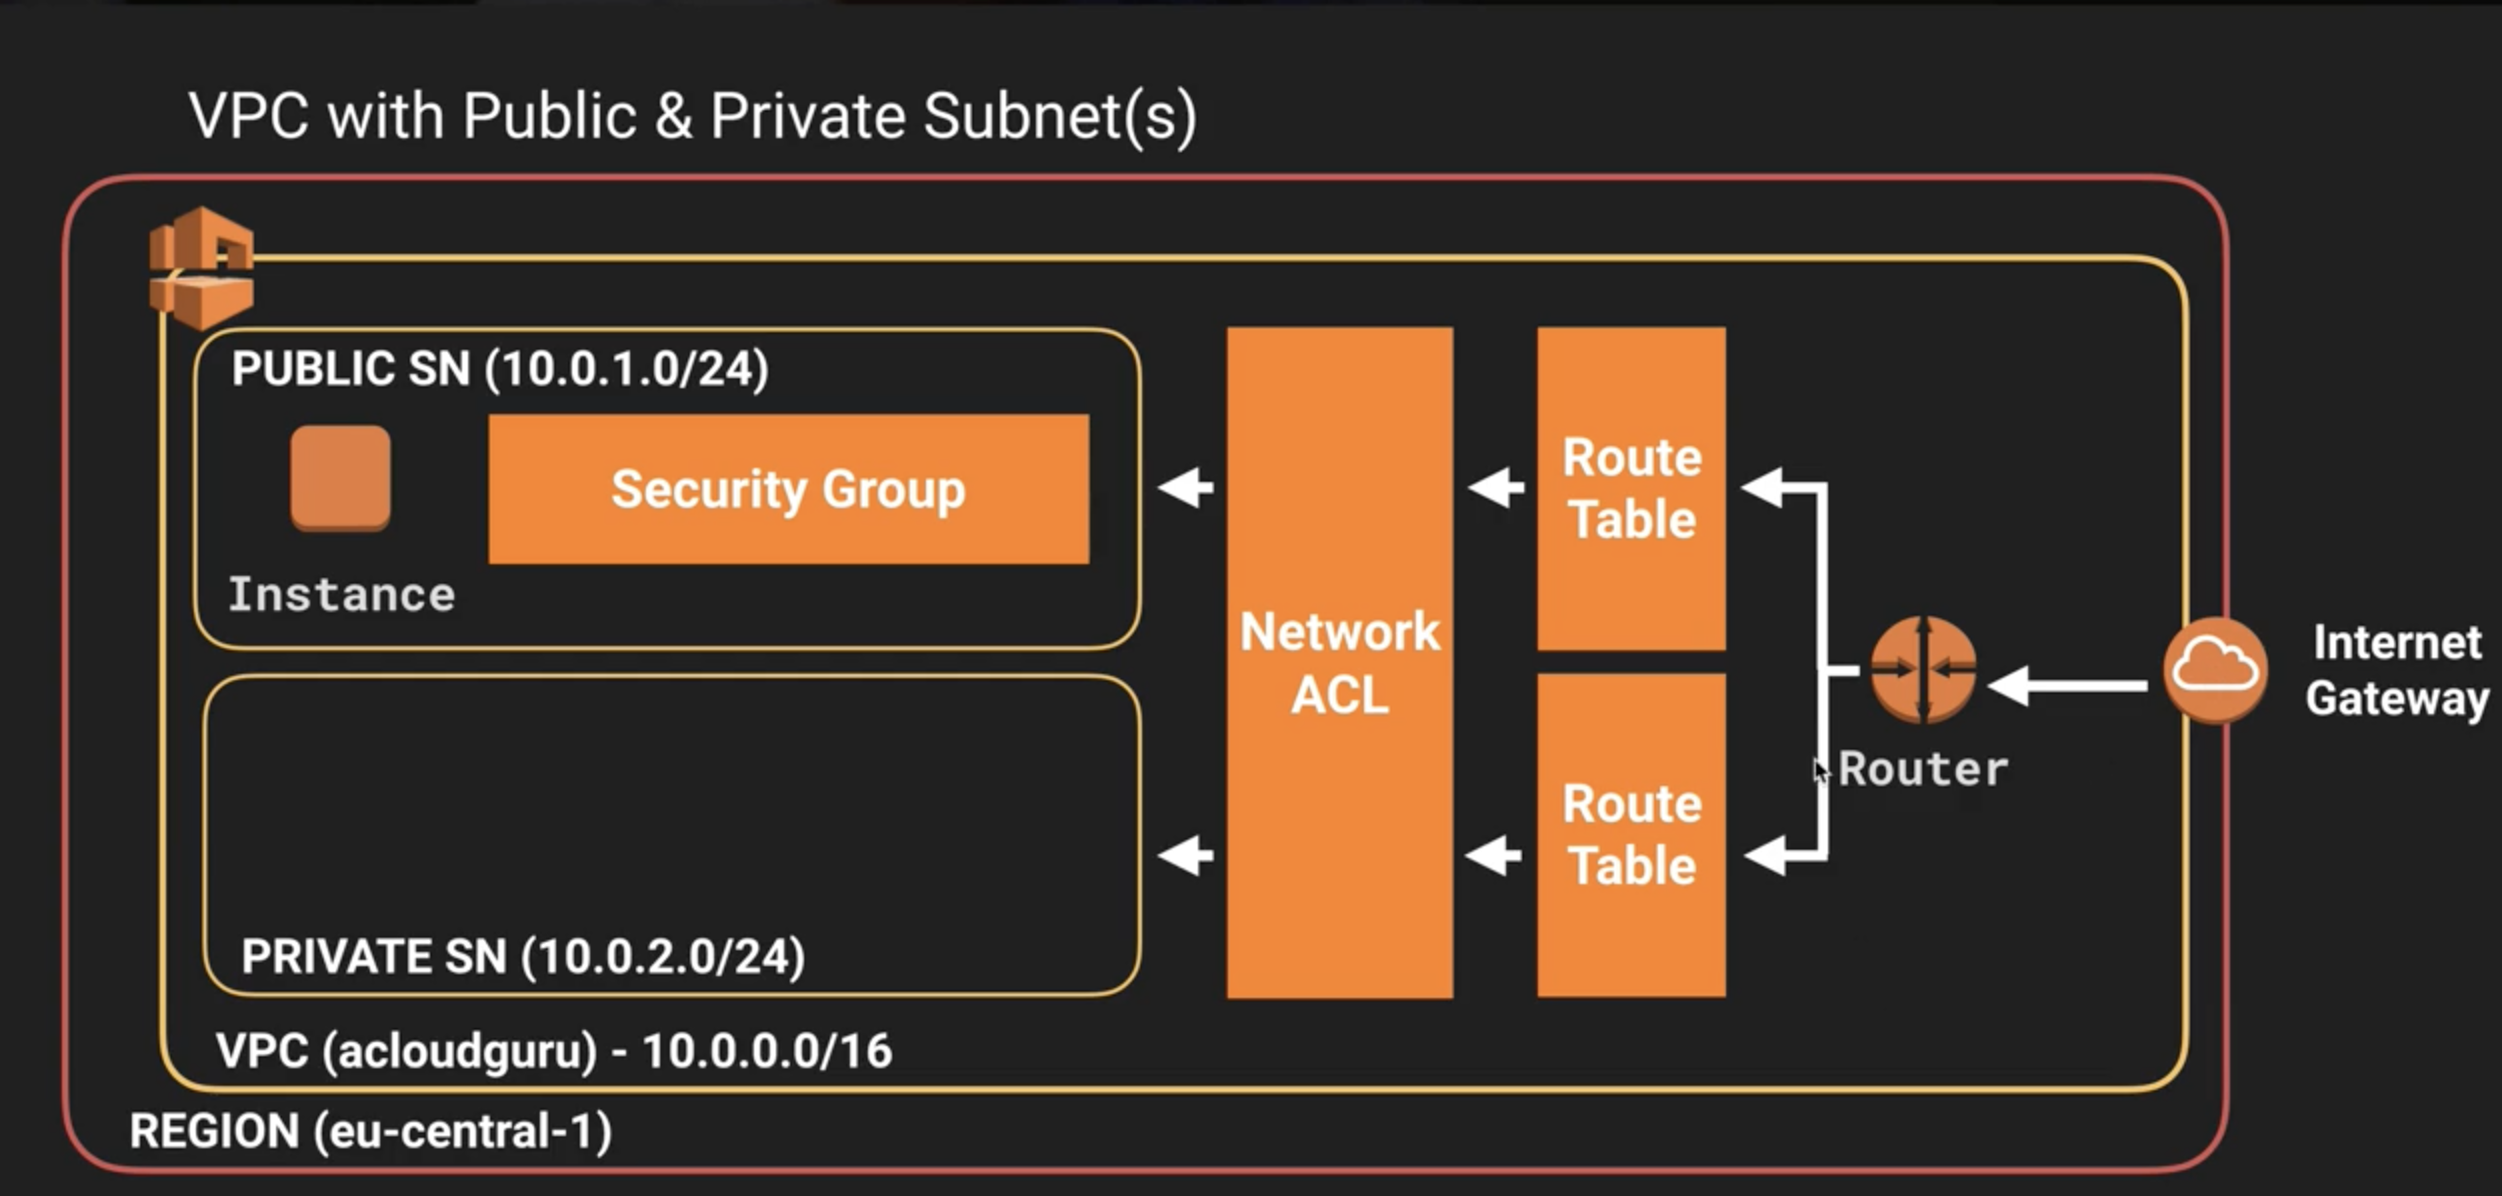 VPC with Public & Private Subnet(s)
PUBLIC SN (10.0.1.0/24)
Security Group
Instance
Network
ACL
Route
Table
Route
Table
Router
Internet
Gateway
PRIVATE SN (10.0.2.0/24)
VPC (acloudguru) - 10.0.0.0/16
REGION (eu-central-1)